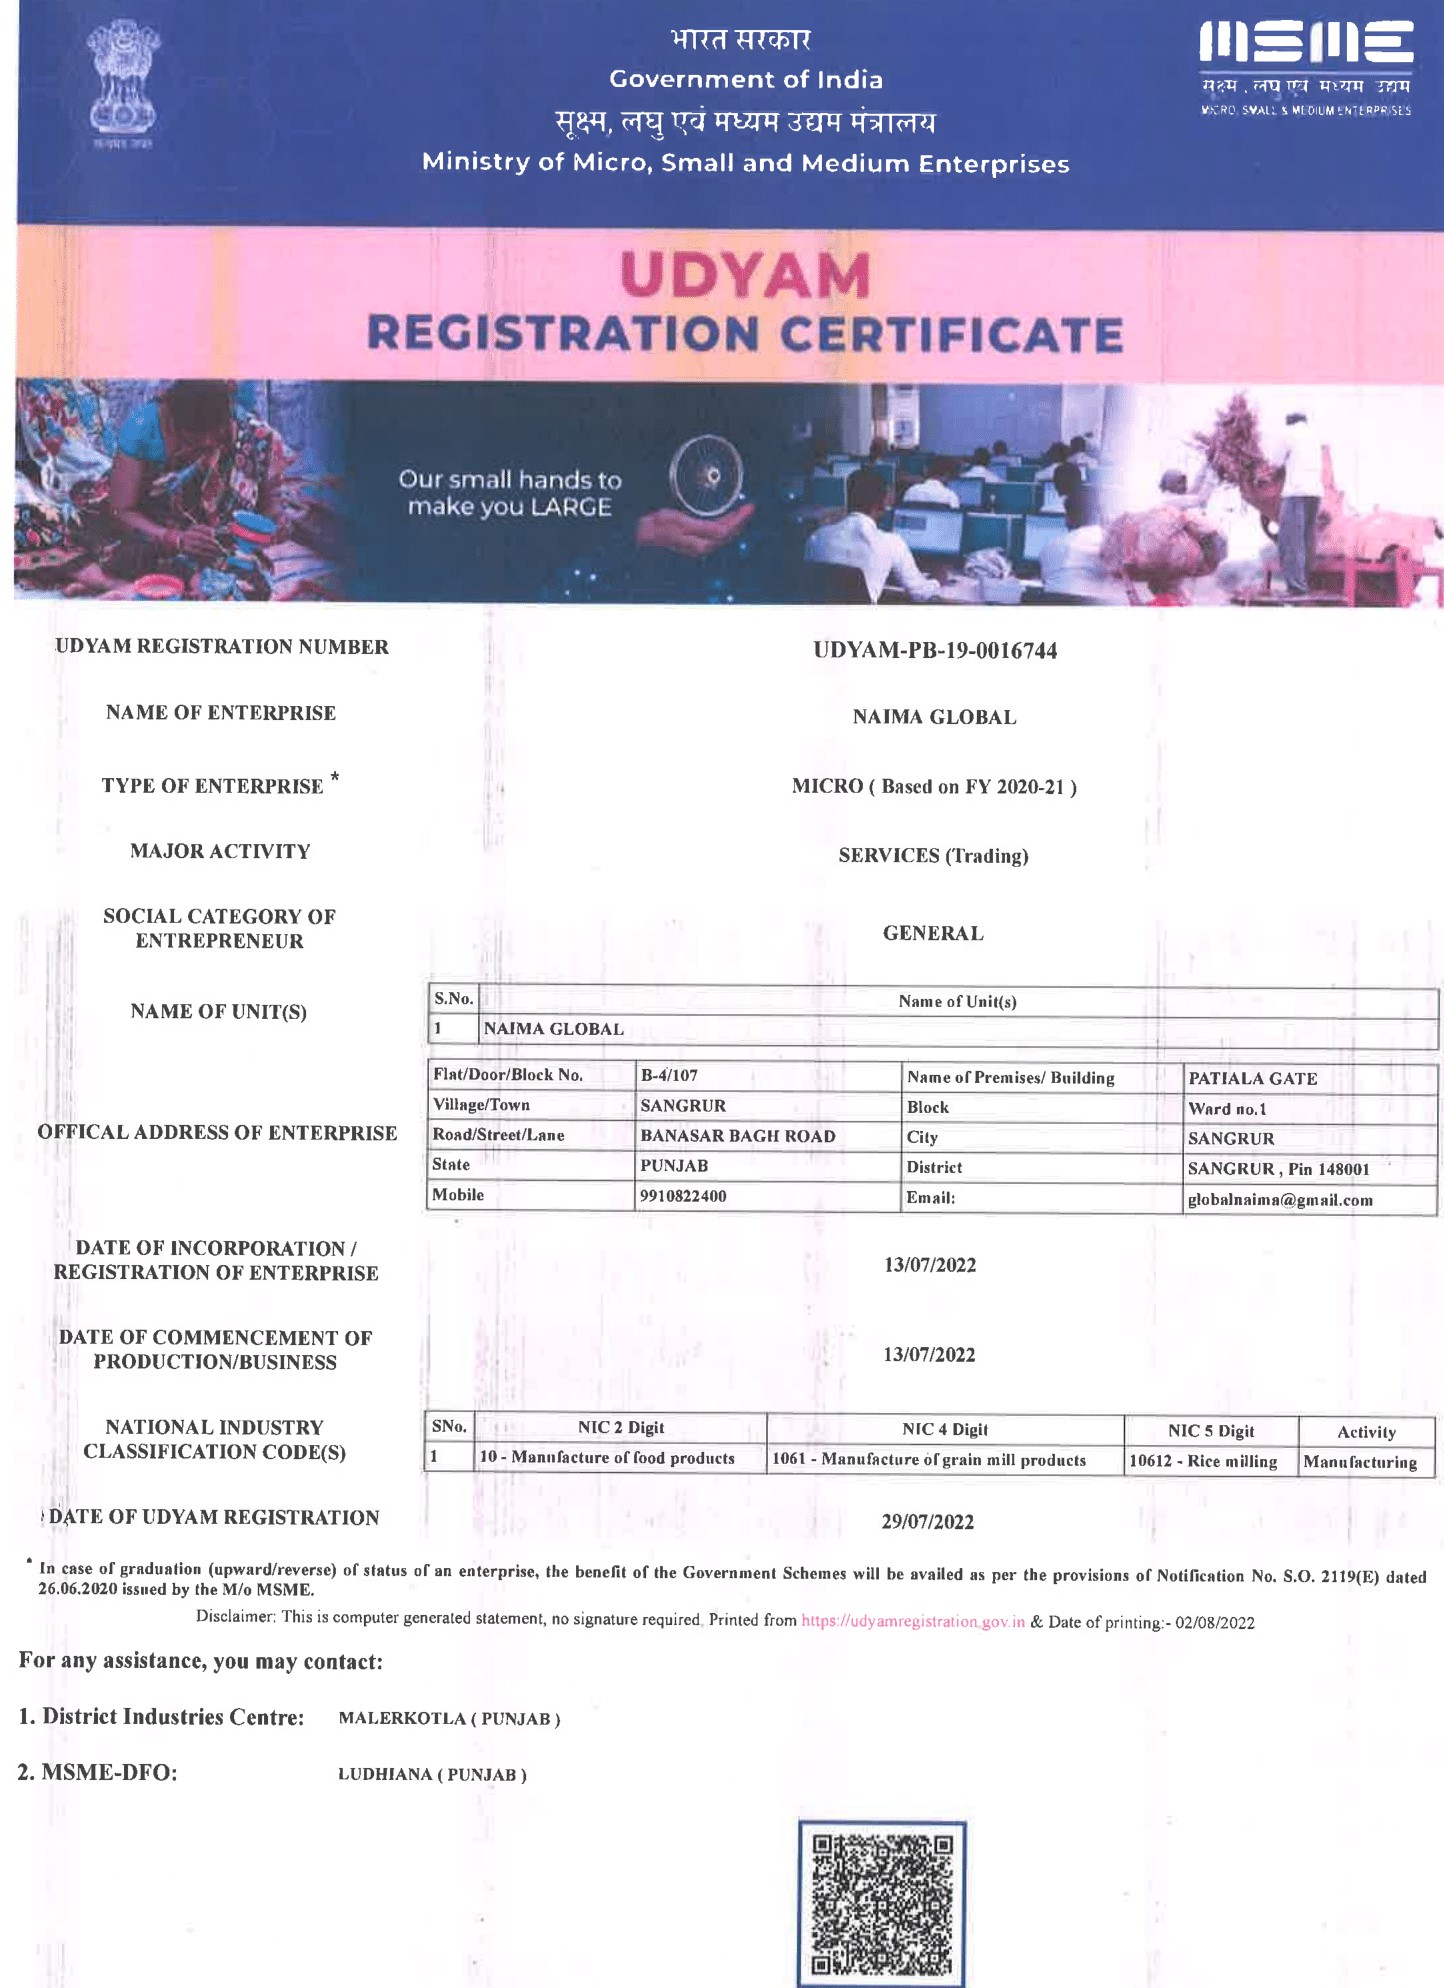 भारत सरकार
Government of India
सूक्ष्म, लघु एवं मध्यम उद्यम मंत्रालय
Ministry of Micro, Small and Medium Enterprises
MSME
सूक्ष्म, लघु एवं मध्यम उद्यम
MICRO, SMALL & MEDIUM ENTERPRISES
सत्यमेव जयते
UDYAM
REGISTRATION CERTIFICATE
Our small hands to
make you LARGE
UDYAM REGISTRATION NUMBER UDYAM-PB-19-0016744
NAME OF ENTERPRISE NAIMA GLOBAL
TYPE OF ENTERPRISE * MICRO ( Based on FY 2020-21 )
MAJOR ACTIVITY SERVICES (Trading)
SOCIAL CATEGORY OF
ENTREPRENEUR GENERAL
NAME OF UNIT(S)
S.No. Name of Unit(s)
1 NAIMA GLOBAL
OFFICAL ADDRESS OF ENTERPRISE
Flat/Door/Block No. B-4/107 Name of Premises/ Building PATIALA GATE
Village/Town SANGRUR Block Ward no.1
Road/Street/Lane BANASAR BAGH ROAD City SANGRUR
State PUNJAB District SANGRUR , Pin 148001
Mobile 9910822400 Email: globalnaima@gmail.com
DATE OF INCORPORATION /
REGISTRATION OF ENTERPRISE 13/07/2022
DATE OF COMMENCEMENT OF
PRODUCTION/BUSINESS 13/07/2022
NATIONAL INDUSTRY
CLASSIFICATION CODE(S)
SNo. NIC 2 Digit NIC 4 Digit NIC 5 Digit Activity
1 10 - Manufacture of food products 1061 - Manufacture of grain mill products 10612 - Rice milling Manufacturing
DATE OF UDYAM REGISTRATION 29/07/2022
* In case of graduation (upward/reverse) of status of an enterprise, the benefit of the Government Schemes will be availed as per the provisions of Notification No. S.O. 2119(E) dated
26.06.2020 issued by the M/o MSME.
Disclaimer: This is computer generated statement, no signature required, Printed from https://udyamregistration.gov.in & Date of printing:- 02/08/2022
For any assistance, you may contact:
1. District Industries Centre: MALERKOTLA ( PUNJAB )
2. MSME-DFO: LUDHIANA ( PUNJAB )